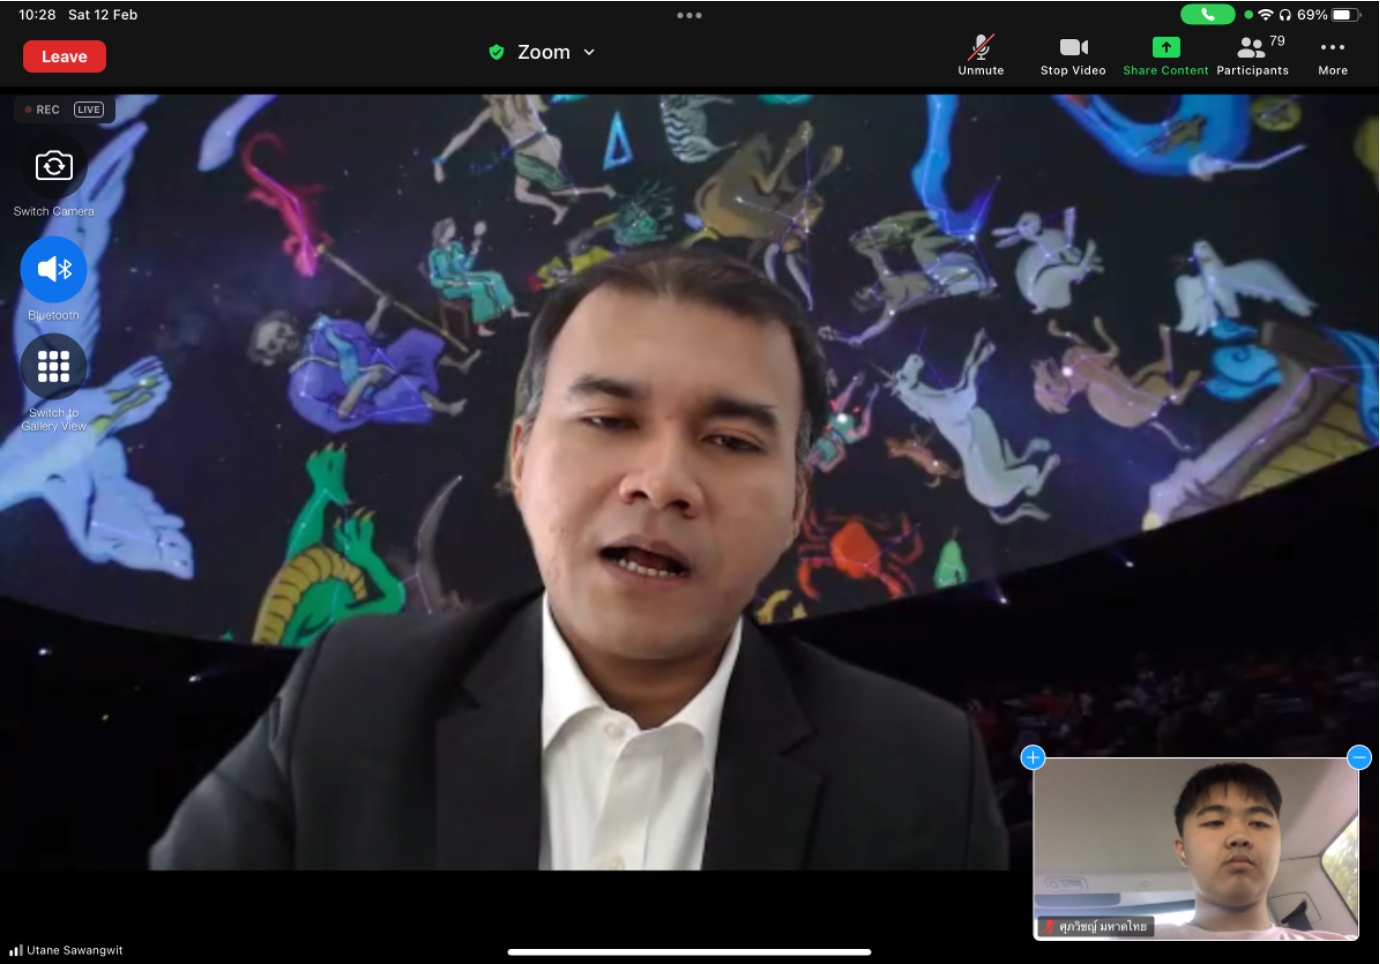 10:28 Sat 12 Feb
69%
Leave
Zoom
Unmute
Stop Video
Share Content
Participants
79
More
REC LIVE
Switch Camera
Bluetooth
Switch to
Gallery View
ศุภวิชญ์ มหาดไทย
Utane Sawangwit